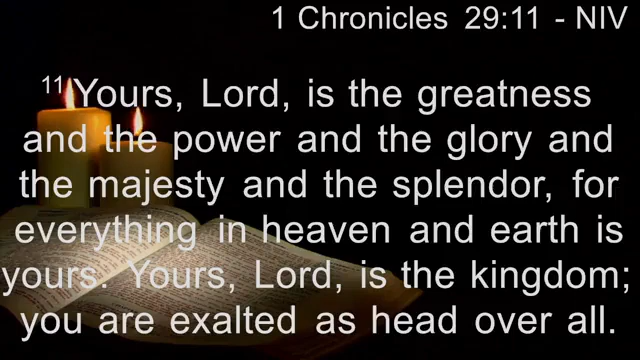 1 Chronicles 29:11 - NIV
11 Yours, Lord, is the greatness
and the power and the glory and
the majesty and the splendor, for
everything in heaven and earth is
yours. Yours, Lord, is the kingdom;
you are exalted as head over all.